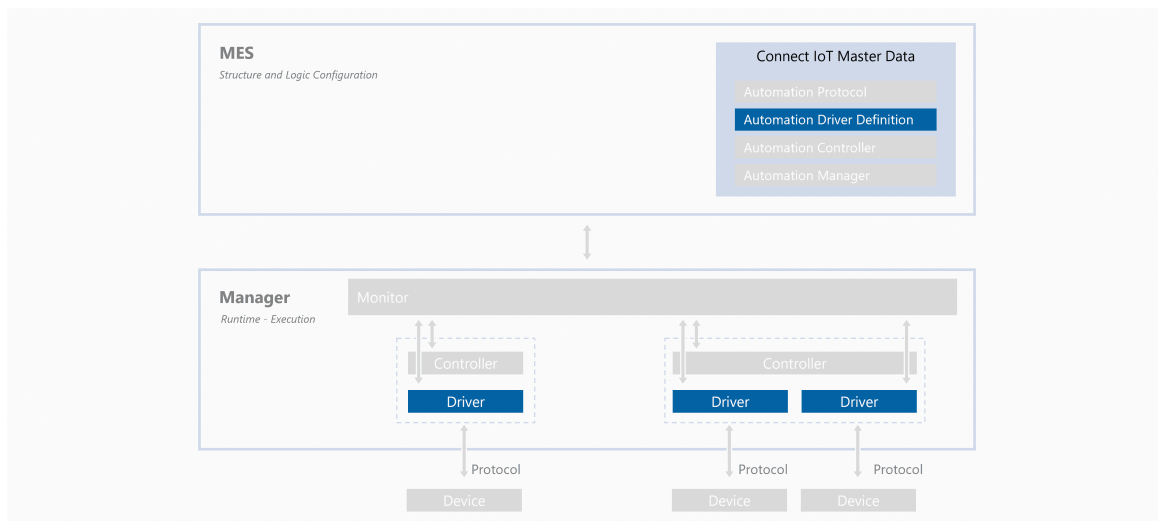 MES
Structure and Logic Configuration
Connect IoT Master Data
Automation Protocol
Automation Driver Definition
Automation Controller
Automation Manager
Manager
Runtime - Execution
Monitor
Controller
Controller
Driver
Driver
Driver
Protocol
Protocol
Protocol
Device
Device
Device